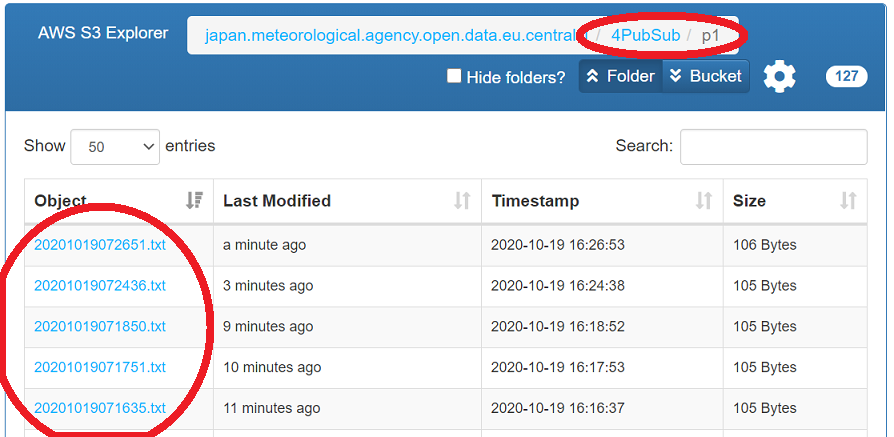 AWS S3 Explorer japan.meteorological.agency.open.data.eu.central / 4PubSub / p1
Hide folders? Folder Bucket 127
Show 50 entries Search:
Object Last Modified Timestamp Size
20201019072651.txt a minute ago 2020-10-19 16:26:53 106 Bytes
20201019072436.txt 3 minutes ago 2020-10-19 16:24:38 105 Bytes
20201019071850.txt 9 minutes ago 2020-10-19 16:18:52 105 Bytes
20201019071751.txt 10 minutes ago 2020-10-19 16:17:53 105 Bytes
20201019071635.txt 11 minutes ago 2020-10-19 16:16:37 105 Bytes